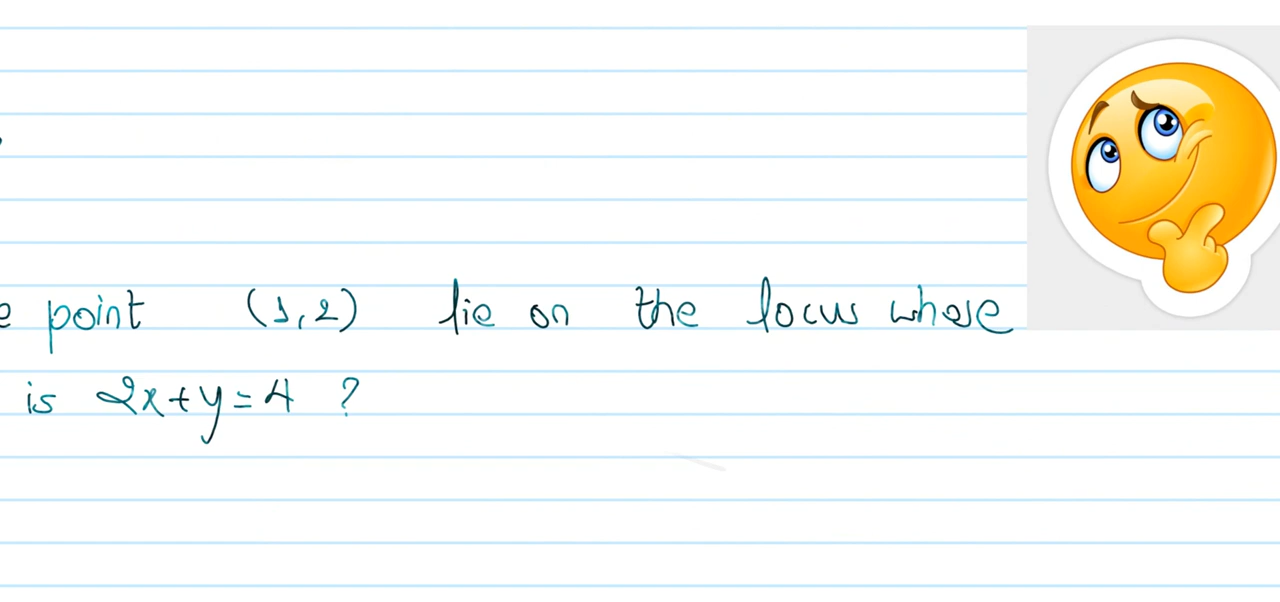 point (1,2) lie on the locus whose
is 2x+y=4 ?